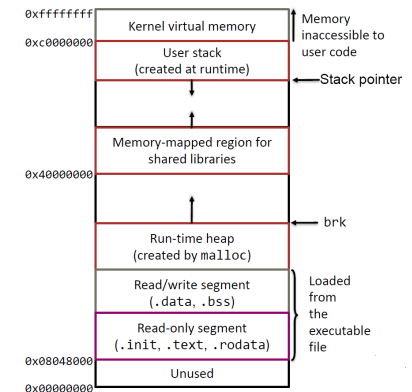 0xffffffff
Kernel virtual memory
Memory
inaccessible to
user code
0xc0000000
User stack
(created at runtime)
Stack pointer
Memory-mapped region for
shared libraries
0x40000000
brk
Run-time heap
(created by malloc)
Read/write segment
(.data, .bss)
Loaded
from
the
executable
file
Read-only segment
(.init, .text, .rodata)
0x08048000
Unused
0x00000000